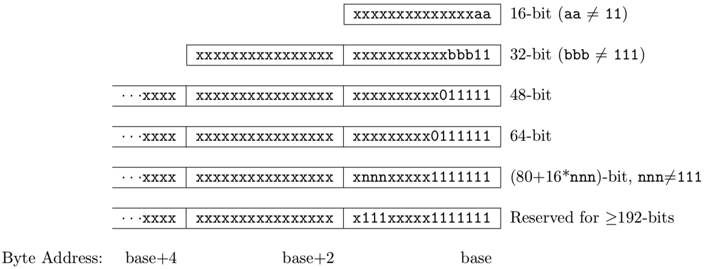 xxxxxxxxxxxxxxaa 16-bit (aa ≠ 11)
xxxxxxxxxxxxxxxx xxxxxxxxxxxbbb11 32-bit (bbb ≠ 111)
···xxxx xxxxxxxxxxxxxxxx xxxxxxxxxx011111 48-bit
···xxxx xxxxxxxxxxxxxxxx xxxxxxxxx0111111 64-bit
···xxxx xxxxxxxxxxxxxxxx xnnnxxxxx1111111 (80+16*nnn)-bit, nnn≠111
···xxxx xxxxxxxxxxxxxxxx x111xxxxx1111111 Reserved for ≥192-bits
Byte Address: base+4 base+2 base